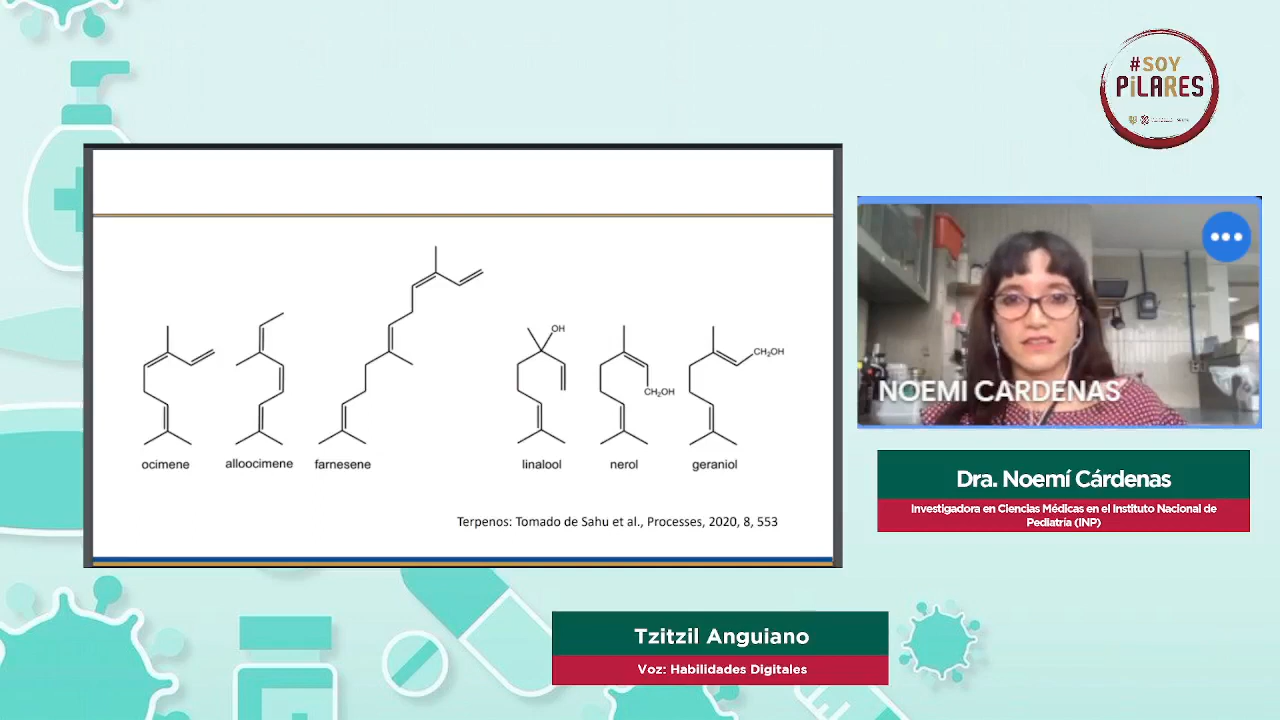 #SOY
PiLARES
OH
CH₂OH
CH₂OH
ocimene
alloocimene
farnesene
linalool
nerol
geraniol
Terpenos: Tomado de Sahu et al., Processes, 2020, 8, 553
NOEMI CARDENAS
Dra. Noemí Cárdenas
Investigadora en Ciencias Médicas en el Instituto Nacional de
Pediatría (INP)
Tzitzil Anguiano
Voz: Habilidades Digitales